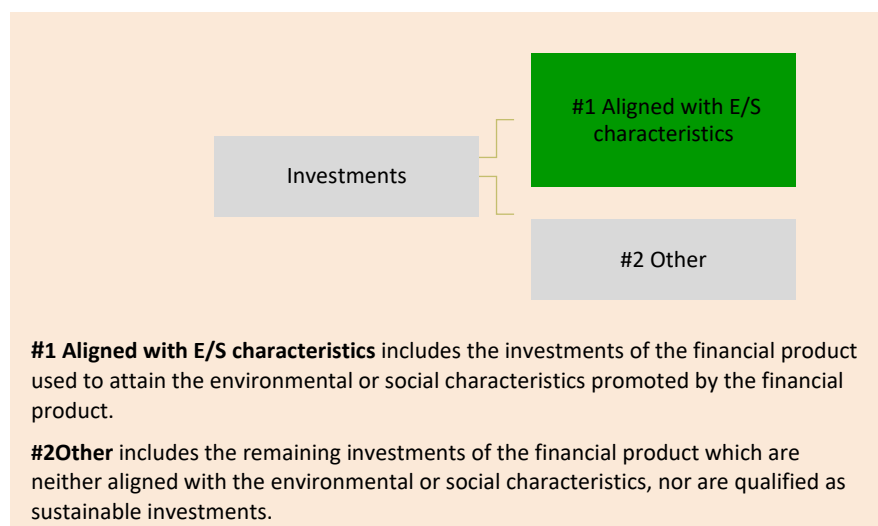 #1 Aligned with E/S
characteristics
Investments
#2 Other
#1 Aligned with E/S characteristics includes the investments of the financial product
used to attain the environmental or social characteristics promoted by the financial
product.
#2Other includes the remaining investments of the financial product which are
neither aligned with the environmental or social characteristics, nor are qualified as
sustainable investments.